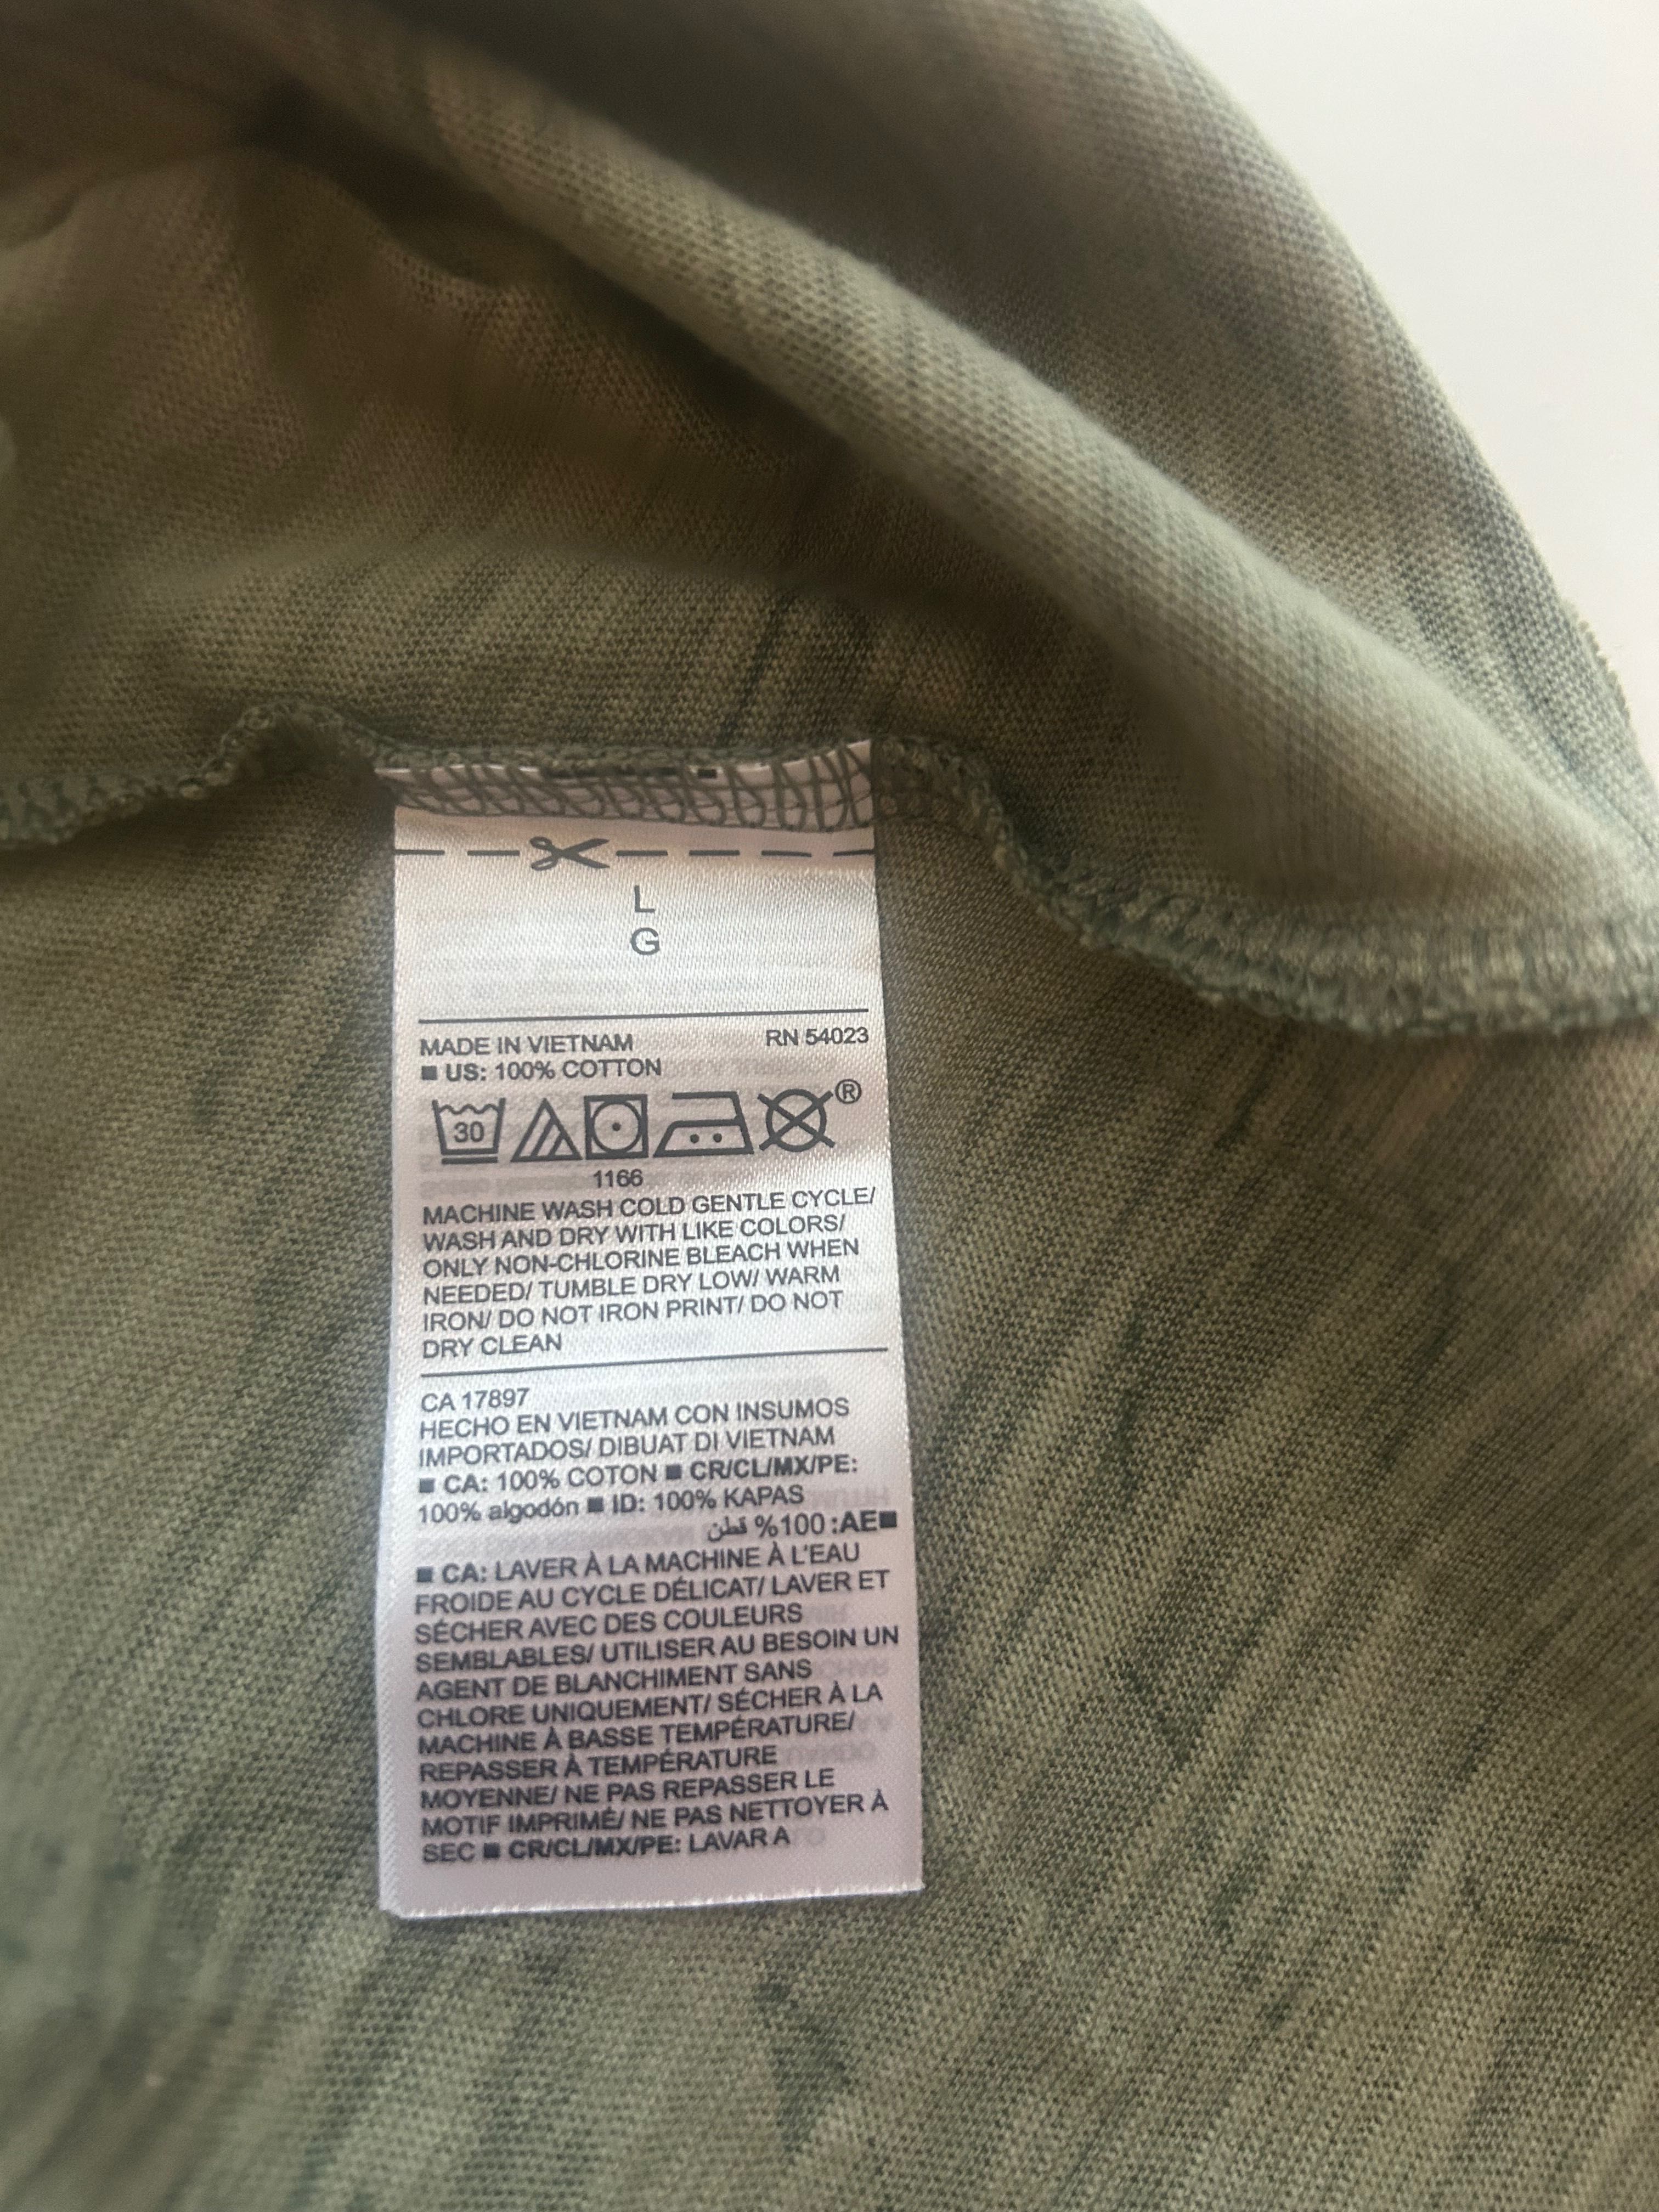 L
G
MADE IN VIETNAM RN 54023
■ US: 100% COTTON
30
®
1166
MACHINE WASH COLD GENTLE CYCLE/
WASH AND DRY WITH LIKE COLORS/
ONLY NON-CHLORINE BLEACH WHEN
NEEDED/ TUMBLE DRY LOW/ WARM
IRON/ DO NOT IRON PRINT/ DO NOT
DRY CLEAN
CA 17897
HECHO EN VIETNAM CON INSUMOS
IMPORTADOS/ DIBUAT DI VIETNAM
■ CA: 100% COTON ■ CR/CL/MX/PE:
100% algodón ■ ID: 100% KAPAS
■AE: 100% قطن
■ CA: LAVER À LA MACHINE À L'EAU
FROIDE AU CYCLE DÉLICAT/ LAVER ET
SÉCHER AVEC DES COULEURS
SEMBLABLES/ UTILISER AU BESOIN UN
AGENT DE BLANCHIMENT SANS
CHLORE UNIQUEMENT/ SÉCHER À LA
MACHINE À BASSE TEMPÉRATURE/
REPASSER À TEMPÉRATURE
MOYENNE/ NE PAS REPASSER LE
MOTIF IMPRIMÉ/ NE PAS NETTOYER À
SEC ■ CR/CL/MX/PE: LAVAR A